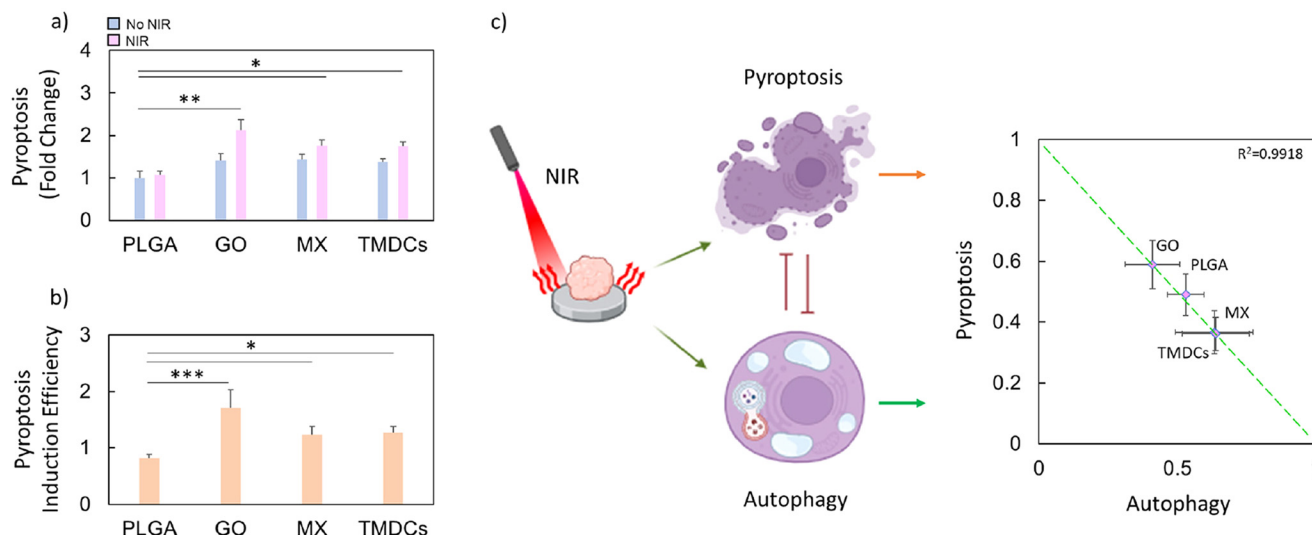 a)
No NIR
NIR
Pyroptosis
(Fold Change)
4
3
2
1
0
*
**
PLGA GO MX TMDCs
b)
Pyroptosis
Induction Efficiency
3
2
1
0
*
***
PLGA GO MX TMDCs
c)
NIR
Pyroptosis
Autophagy
Pyroptosis
1
0.8
0.6
0.4
0.2
0
R²=0.9918
GO
PLGA
MX
TMDCs
0 0.5
Autophagy